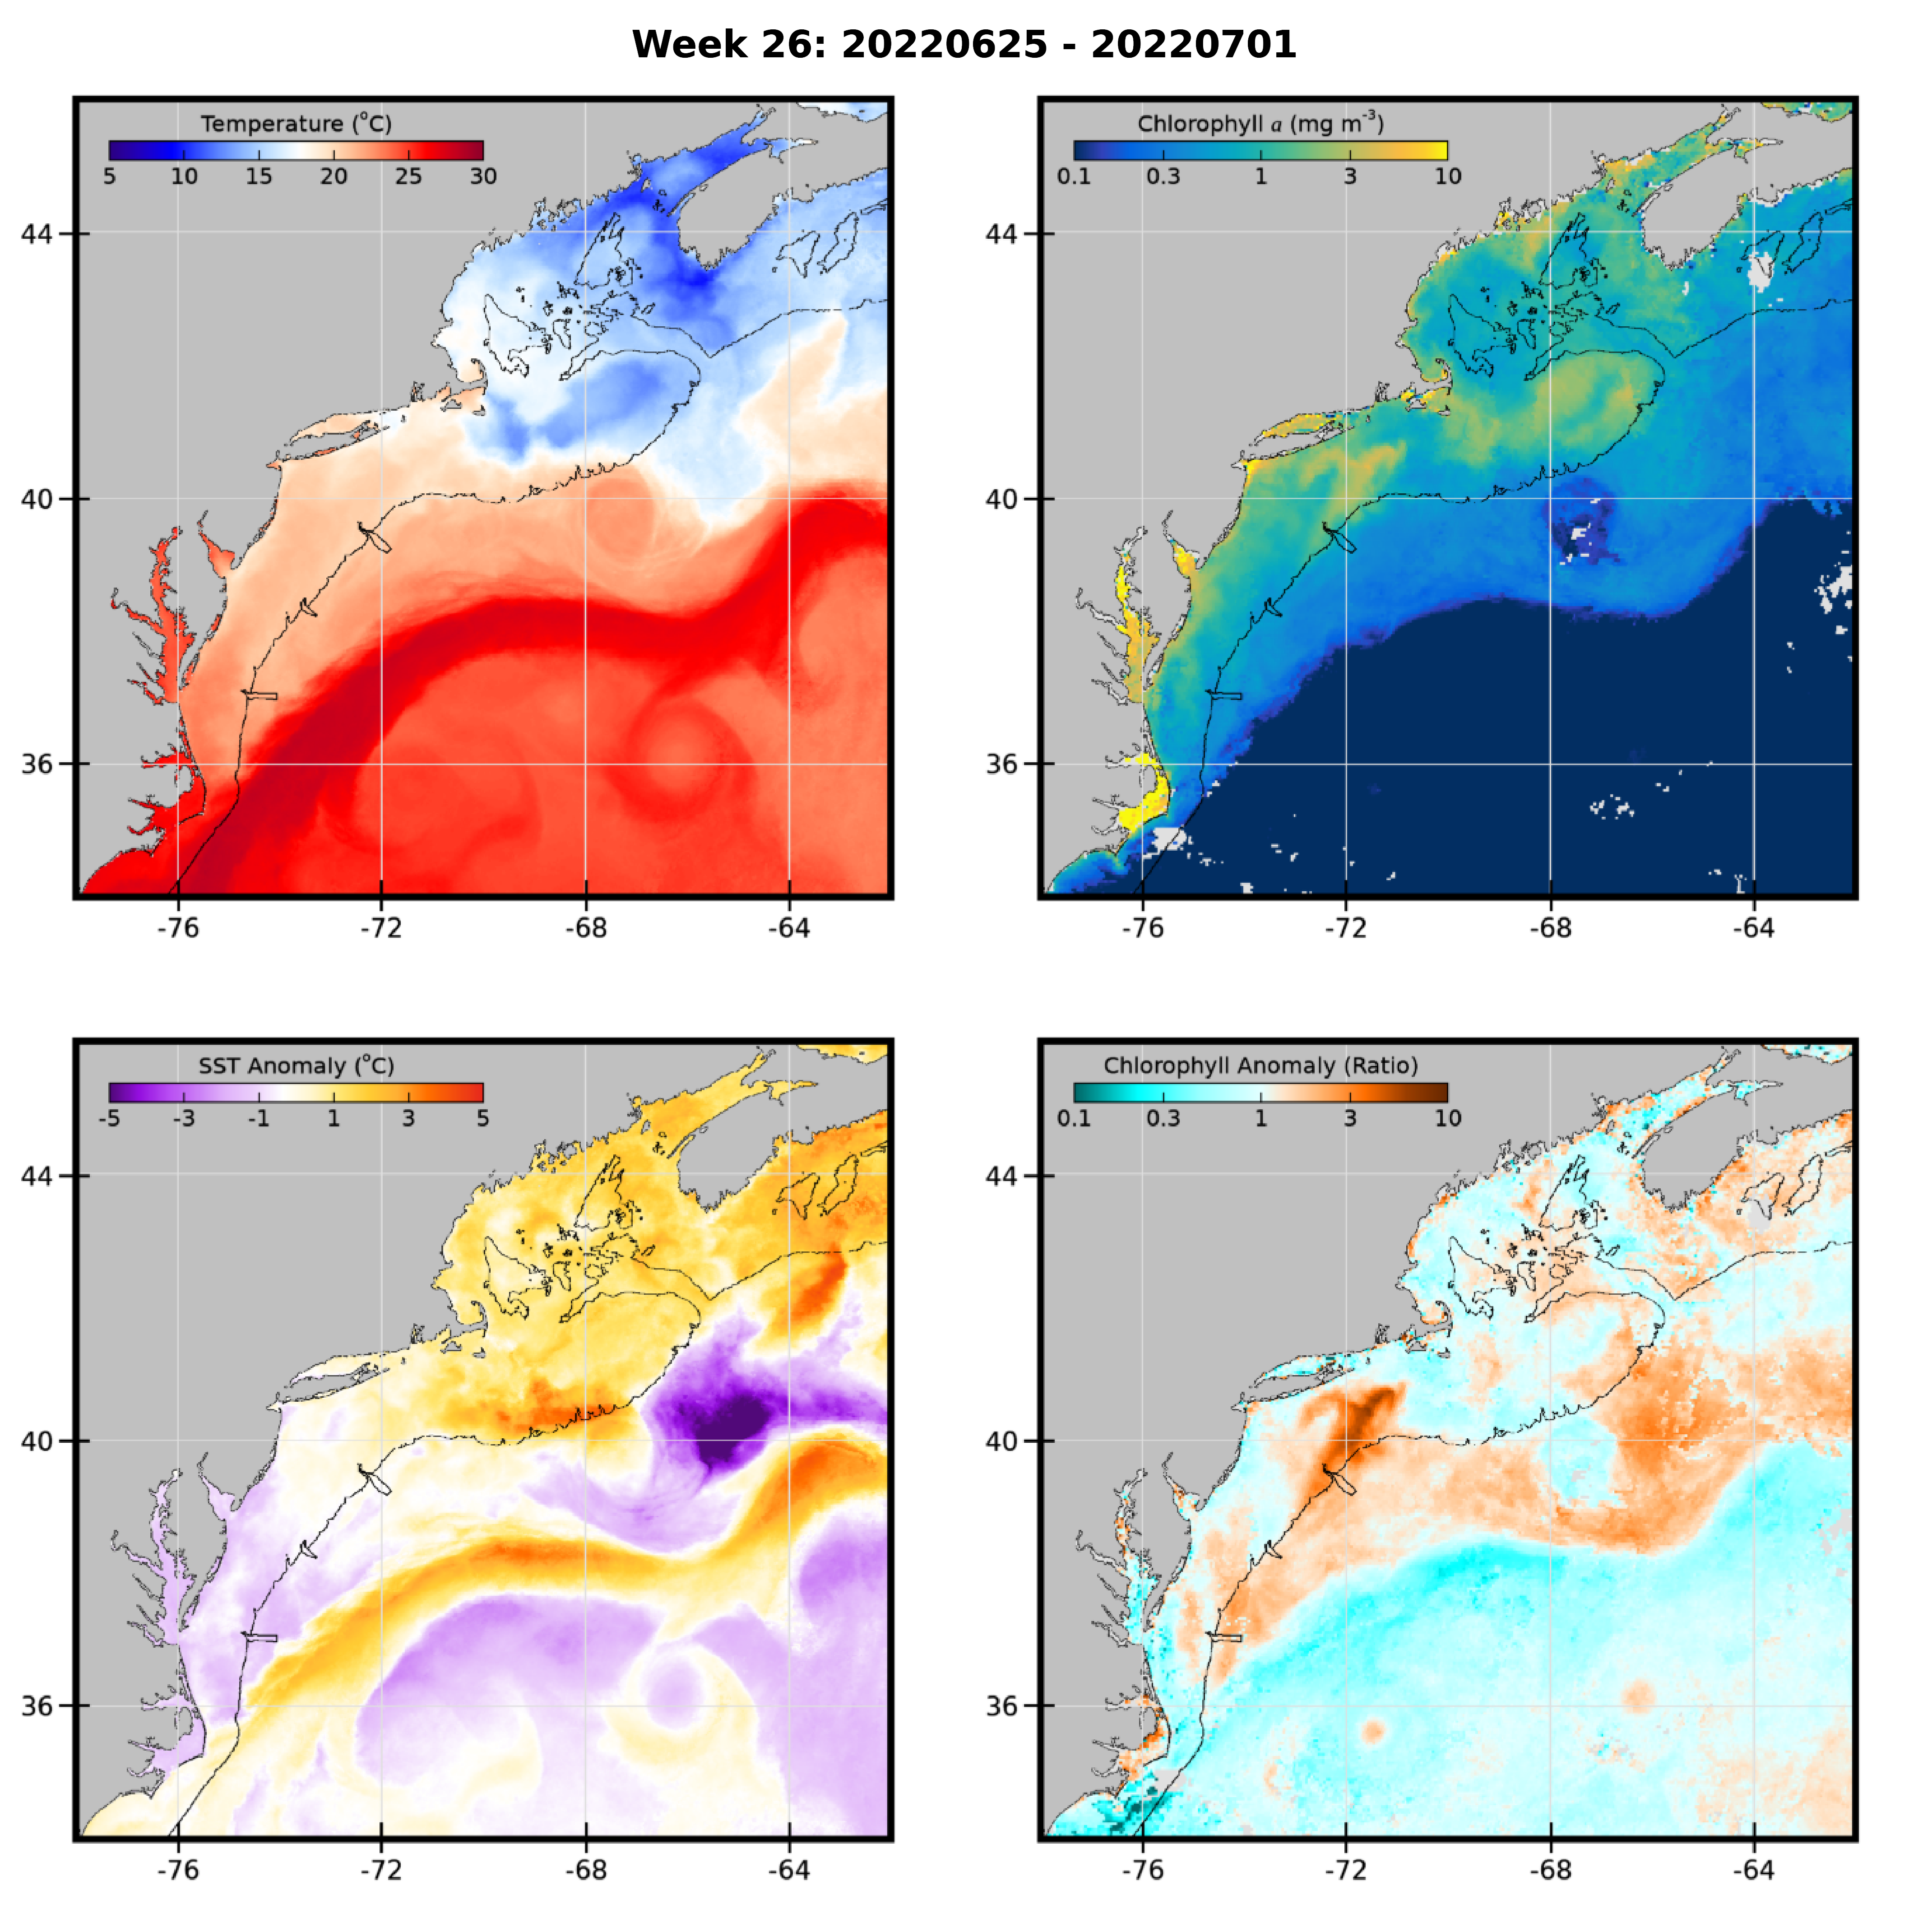 Week 26: 20220625 - 20220701
Temperature (°C)
5 10 15 20 25 30
44
40
36
-76 -72 -68 -64
Chlorophyll a (mg m⁻³)
0.1 0.3 1 3 10
44
40
36
-76 -72 -68 -64
SST Anomaly (°C)
-5 -3 -1 1 3 5
44
40
36
-76 -72 -68 -64
Chlorophyll Anomaly (Ratio)
0.1 0.3 1 3 10
44
40
36
-76 -72 -68 -64